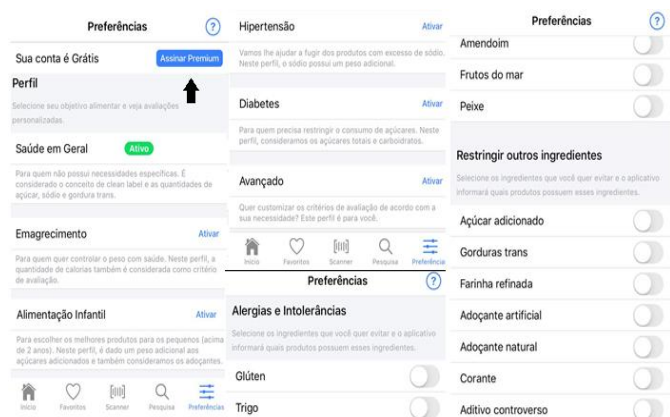 Preferências
?
Sua conta é Grátis
Assinar Premium
Perfil
Selecione seu objetivo alimentar e veja avaliações
personalizadas.
Saúde em Geral
Ativo
Para quem não possui necessidades específicas. É
considerado o conceito de clean label e as quantidades de
açúcar, sódio e gordura trans.
Emagrecimento
Ativar
Para quem quer controlar o peso com saúde. Neste perfil, a
quantidade de calorias também é considerada como critério
de avaliação.
Alimentação Infantil
Ativar
Para escolher os melhores produtos para os pequenos (acima
de 2 anos). Neste perfil, é dado um peso adicional aos
açúcares adicionados e também consideramos os adoçantes.
Início
Favoritos
Scanner
Pesquisa
Preferências
Hipertensão
Ativar
Vamos lhe ajudar a fugir dos produtos com excesso de sódio.
Neste perfil, o sódio possui um peso adicional.
Diabetes
Ativar
Para quem precisa restringir o consumo de açúcares. Neste
perfil, consideramos os açúcares totais e carboidratos.
Avançado
Ativar
Quer customizar os critérios de avaliação de acordo com a
sua necessidade? Este perfil é para você.
Início
Favoritos
Scanner
Pesquisa
Preferência
Preferências
?
Alergias e Intolerâncias
Selecione os ingredientes que você quer evitar e o aplicativo
informará quais produtos possuem esses ingredientes.
Glúten
Trigo
Preferências
?
Amendoim
Frutos do mar
Peixe
Restringir outros ingredientes
Selecione os ingredientes que você quer evitar e o aplicativo
informará quais produtos possuem esses ingredientes.
Açúcar adicionado
Gorduras trans
Farinha refinada
Adoçante artificial
Adoçante natural
Corante
Aditivo controverso